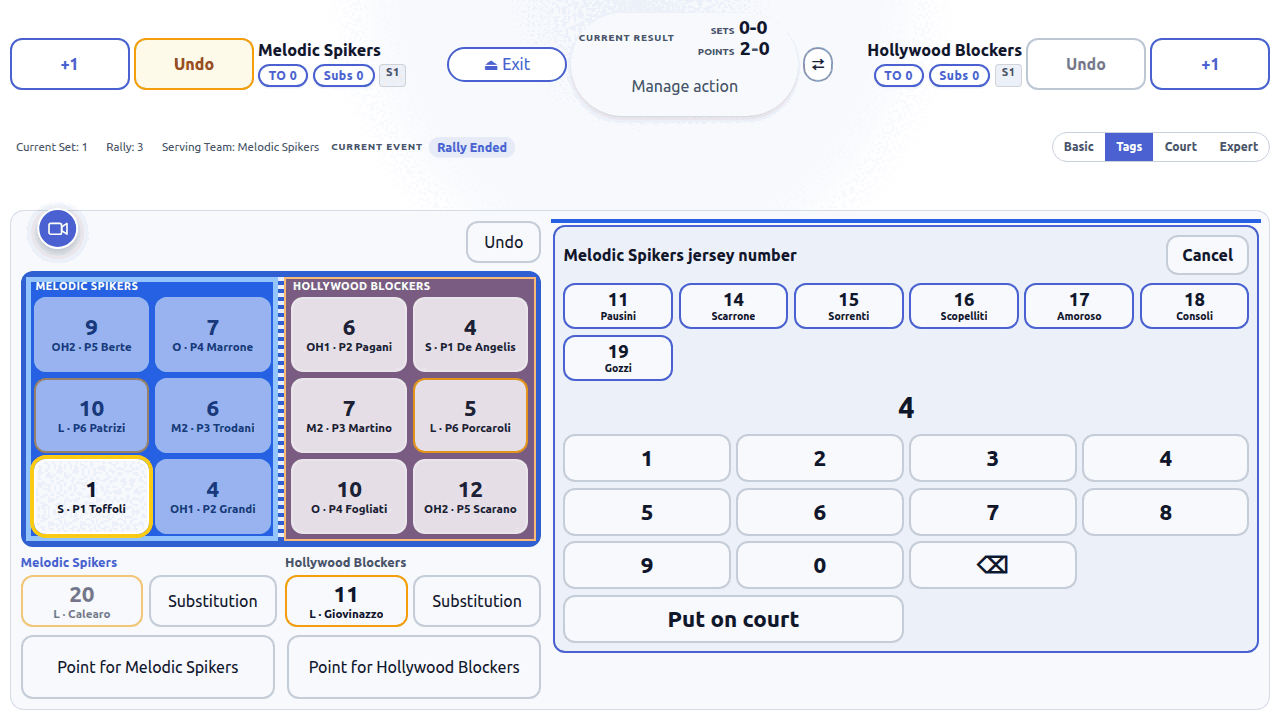 +1
Undo
Melodic Spikers
TO 0
Subs 0
S1
⏏ Exit
CURRENT RESULT
SETS 0-0
POINTS 2-0
Manage action
⇄
Hollywood Blockers
TO 0
Subs 0
S1
Undo
+1
Current Set: 1
Rally: 3
Serving Team: Melodic Spikers
CURRENT EVENT
Rally Ended
Basic
Tags
Court
Expert
Undo
MELODIC SPIKERS
9
OH2 · P5 Berte
7
O · P4 Marrone
10
L · P6 Patrizi
6
M2 · P3 Trodani
1
S · P1 Toffoli
4
OH1 · P2 Grandi
HOLLYWOOD BLOCKERS
6
OH1 · P2 Pagani
4
S · P1 De Angelis
7
M2 · P3 Martino
5
L · P6 Porcaroli
10
O · P4 Fogliati
12
OH2 · P5 Scarano
Melodic Spikers
20
L · Calearo
Substitution
Hollywood Blockers
11
L · Giovinazzo
Substitution
Point for Melodic Spikers
Point for Hollywood Blockers
Melodic Spikers jersey number
Cancel
11
Pausini
14
Scarrone
15
Sorrenti
16
Scopelliti
17
Amoroso
18
Consoli
19
Gozzi
4
1
2
3
4
5
6
7
8
9
0
⌫
Put on court